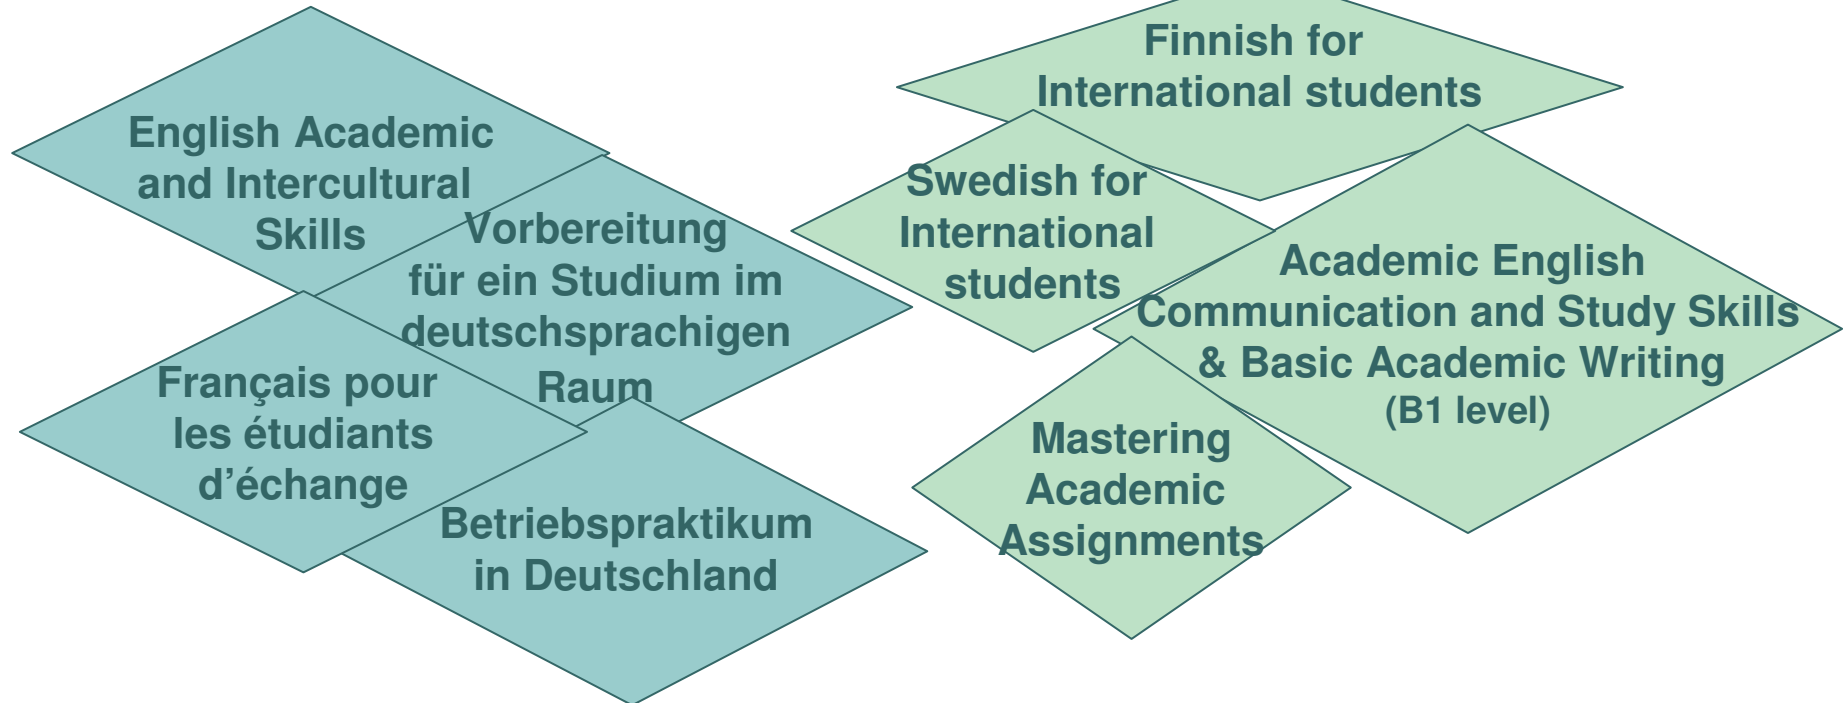 English Academic
and Intercultural
Skills
Vorbereitung
für ein Studium im
deutschsprachigen
Raum
Français pour
les étudiants
d’échange
Betriebspraktikum
in Deutschland
Finnish for
International students
Swedish for
International
students
Academic English
Communication and Study Skills
& Basic Academic Writing
(B1 level)
Mastering
Academic
Assignments